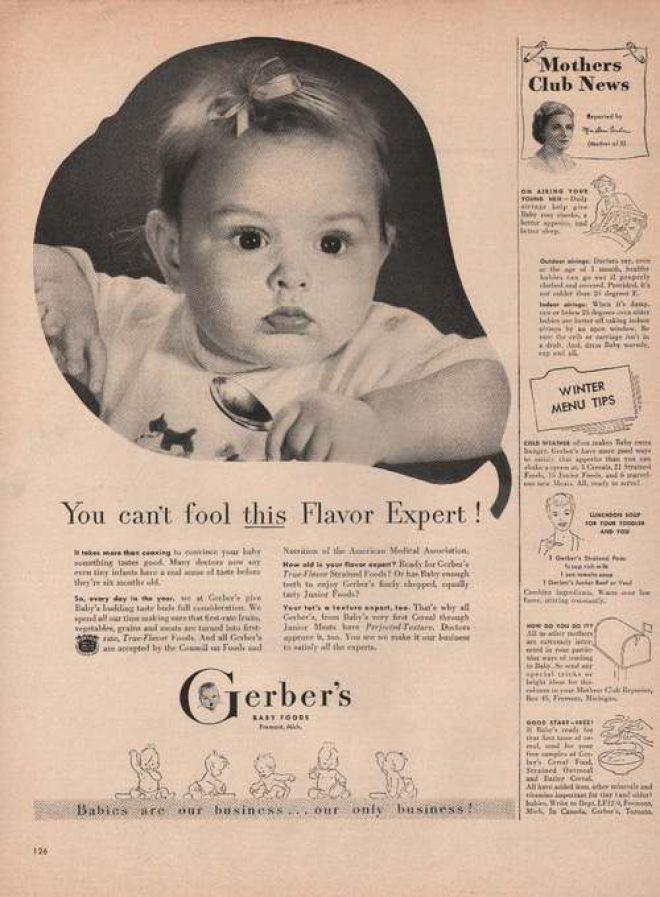 You can't fool this Flavor Expert!
It takes more than coaxing to convince your baby
something tastes good. Many doctors now say
even tiny infants have a real sense of taste before
they're six months old.
So, every day in the year, we at Gerber's give
Baby's budding taste buds full consideration. We
spend all our time making sure that first-rate fruits,
vegetables, grains and meats are turned into first-
rate, True-Flavor Foods. And all Gerber's
are accepted by the Council on Foods and
Nutrition of the American Medical Association.
How old is your flavor expert? Ready for Gerber's
True-Flavor Strained Foods? Or has Baby enough
teeth to enjoy Gerber's finely chopped, equally
tasty Junior Foods?
Your tot's a texture expert, too. That's why all
Gerber's, from Baby's very first Cereal through
Junior Meats have Perfected-Texture. Doctors
approve it, too. You see we make it our business
to satisfy all the experts.
Gerber's
BABY FOODS
Fremont, Mich.
Babies are our business...our only business!
126
Mothers
Club News
Reported by
(Mother of 5)
ON AIRING YOUR
YOUNG HEIR—Daily
airings help give
Baby rosy cheeks, a
better appetite, and
better sleep.
Outdoor airings: Doctors say, even
at the age of 1 month, healthy
babies can go out if properly
clothed and covered. Provided, it's
not colder than 25 degrees F.
Indoor airings: When it's damp,
raw or below 25 degrees even older
babies are better off taking indoor
airings by an open window. Be
sure the crib or carriage isn't in
a draft. And, dress Baby warmly,
cap and all.
WINTER
MENU TIPS
COLD WEATHER often makes Baby extra
hungry. Gerber's have more good ways
to satisfy that appetite than you can
shake a spoon at. 3 Cereals, 21 Strained
Foods, 15 Junior Foods, and 6 marvel-
ous new Meats. All, ready to serve!
LUNCHEON SOUP
FOR YOUR TODDLER
AND YOU!
1 Gerber's Strained Peas
½ cup rich milk
1 can tomato soup
1 Gerber's Junior Beef or Veal
Combine ingredients. Warm over low
flame, stirring constantly.
HOW DO YOU DO IT?
All us other mothers
are extremely inter-
ested in your partic-
ular ways of tending
to Baby. So send any
special tricks or
bright ideas for this
column to your Mothers Club Reporter,
Box 45, Fremont, Michigan.
GOOD START—FREE!
If Baby's ready for
that first taste of ce-
real, send for your
free samples of Ger-
ber's Cereal Food,
Strained Oatmeal
and Barley Cereal.
All have added iron, other minerals and
vitamins important for tiny (and older)
babies. Write to Dept. Fremont,
Mich. In Canada, Gerber's, Toronto.